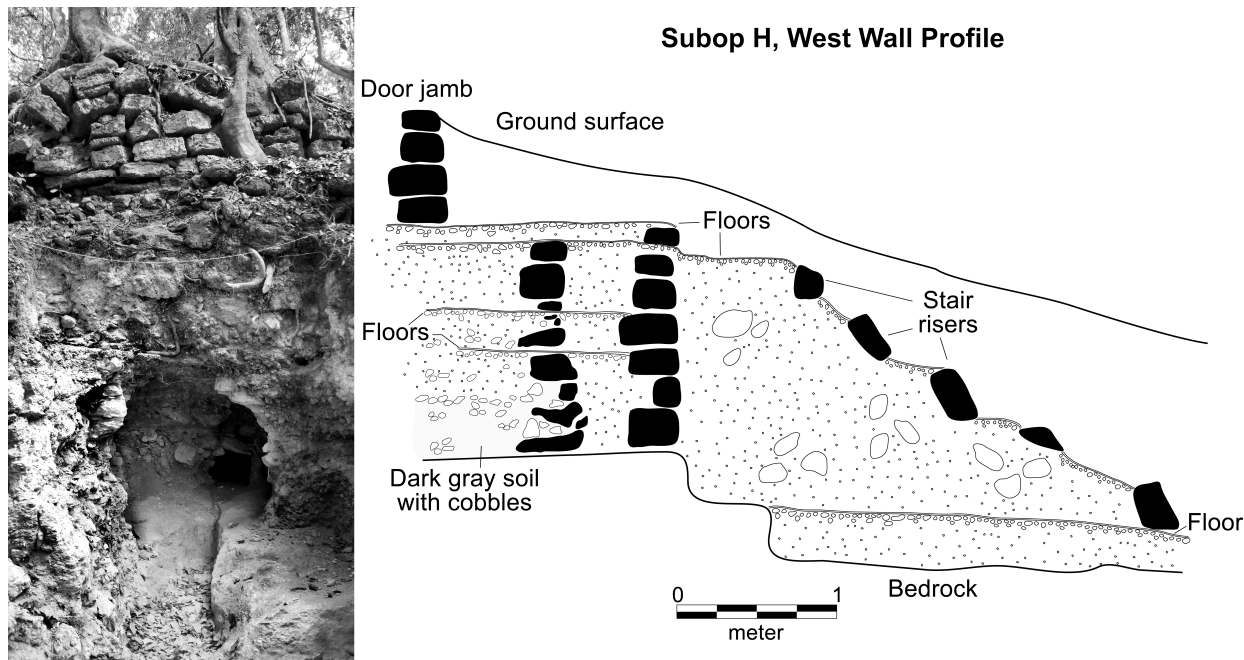 Subop H, West Wall Profile
Door jamb
Ground surface
Floors
Stair
risers
Floors
Dark gray soil
with cobbles
Floor
Bedrock
0 1
meter